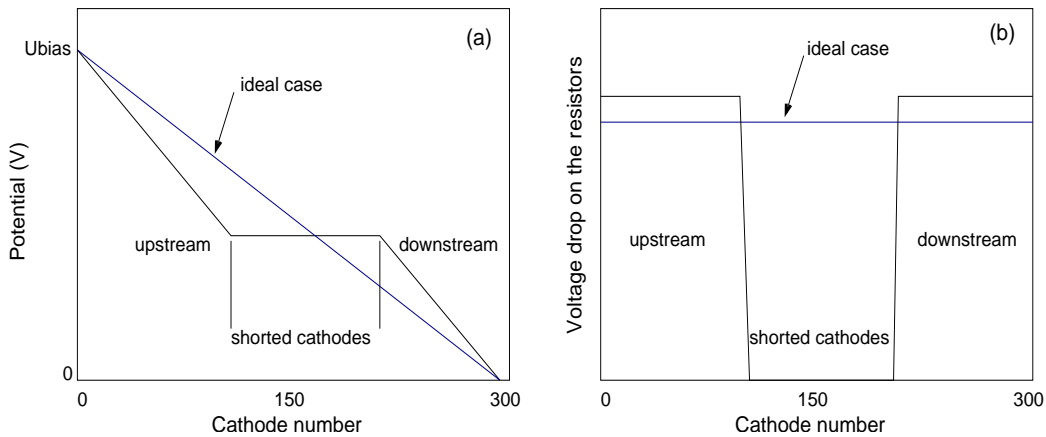 (a)
Ubias
ideal case
Potential (V)
upstream
downstream
shorted cathodes
0
0 150 300
Cathode number
(b)
ideal case
Voltage drop on the resistors
upstream
downstream
shorted cathodes
0 150 300
Cathode number